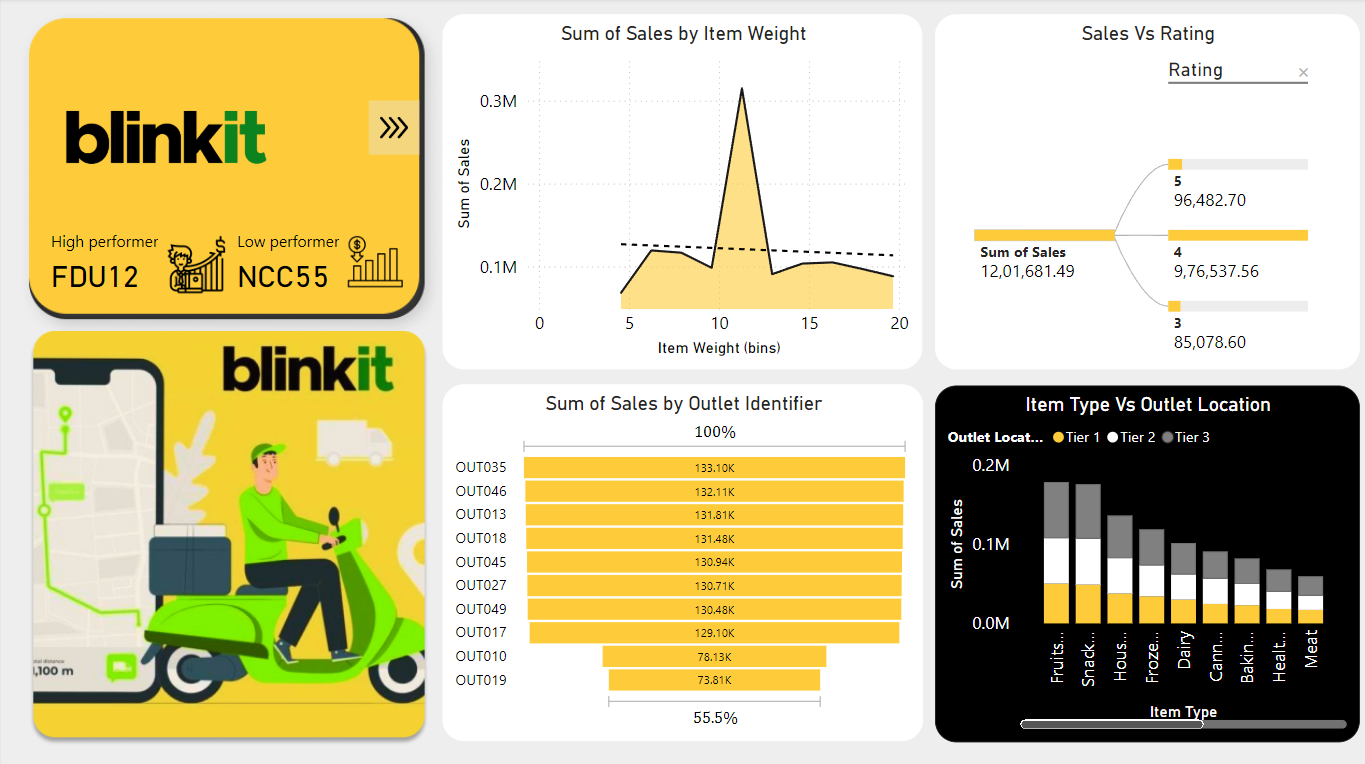 blinkit
High performer
FDU12
Low performer
NCC55
blinkit
1,100 m
Sum of Sales by Item Weight
Sum of Sales
0.3M
0.2M
0.1M
0
5
10
15
20
Item Weight (bins)
Sales Vs Rating
Rating
Sum of Sales
12,01,681.49
5
96,482.70
4
9,76,537.56
3
85,078.60
Sum of Sales by Outlet Identifier
100%
OUT035 133.10K
OUT046 132.11K
OUT013 131.81K
OUT018 131.48K
OUT045 130.94K
OUT027 130.71K
OUT049 130.48K
OUT017 129.10K
OUT010 78.13K
OUT019 73.81K
55.5%
Item Type Vs Outlet Location
Outlet Locat... Tier 1 Tier 2 Tier 3
Sum of Sales
0.2M
0.1M
0.0M
Fruits...
Snack...
Hous...
Froze...
Dairy
Cann...
Bakin...
Healt...
Meat
Item Type